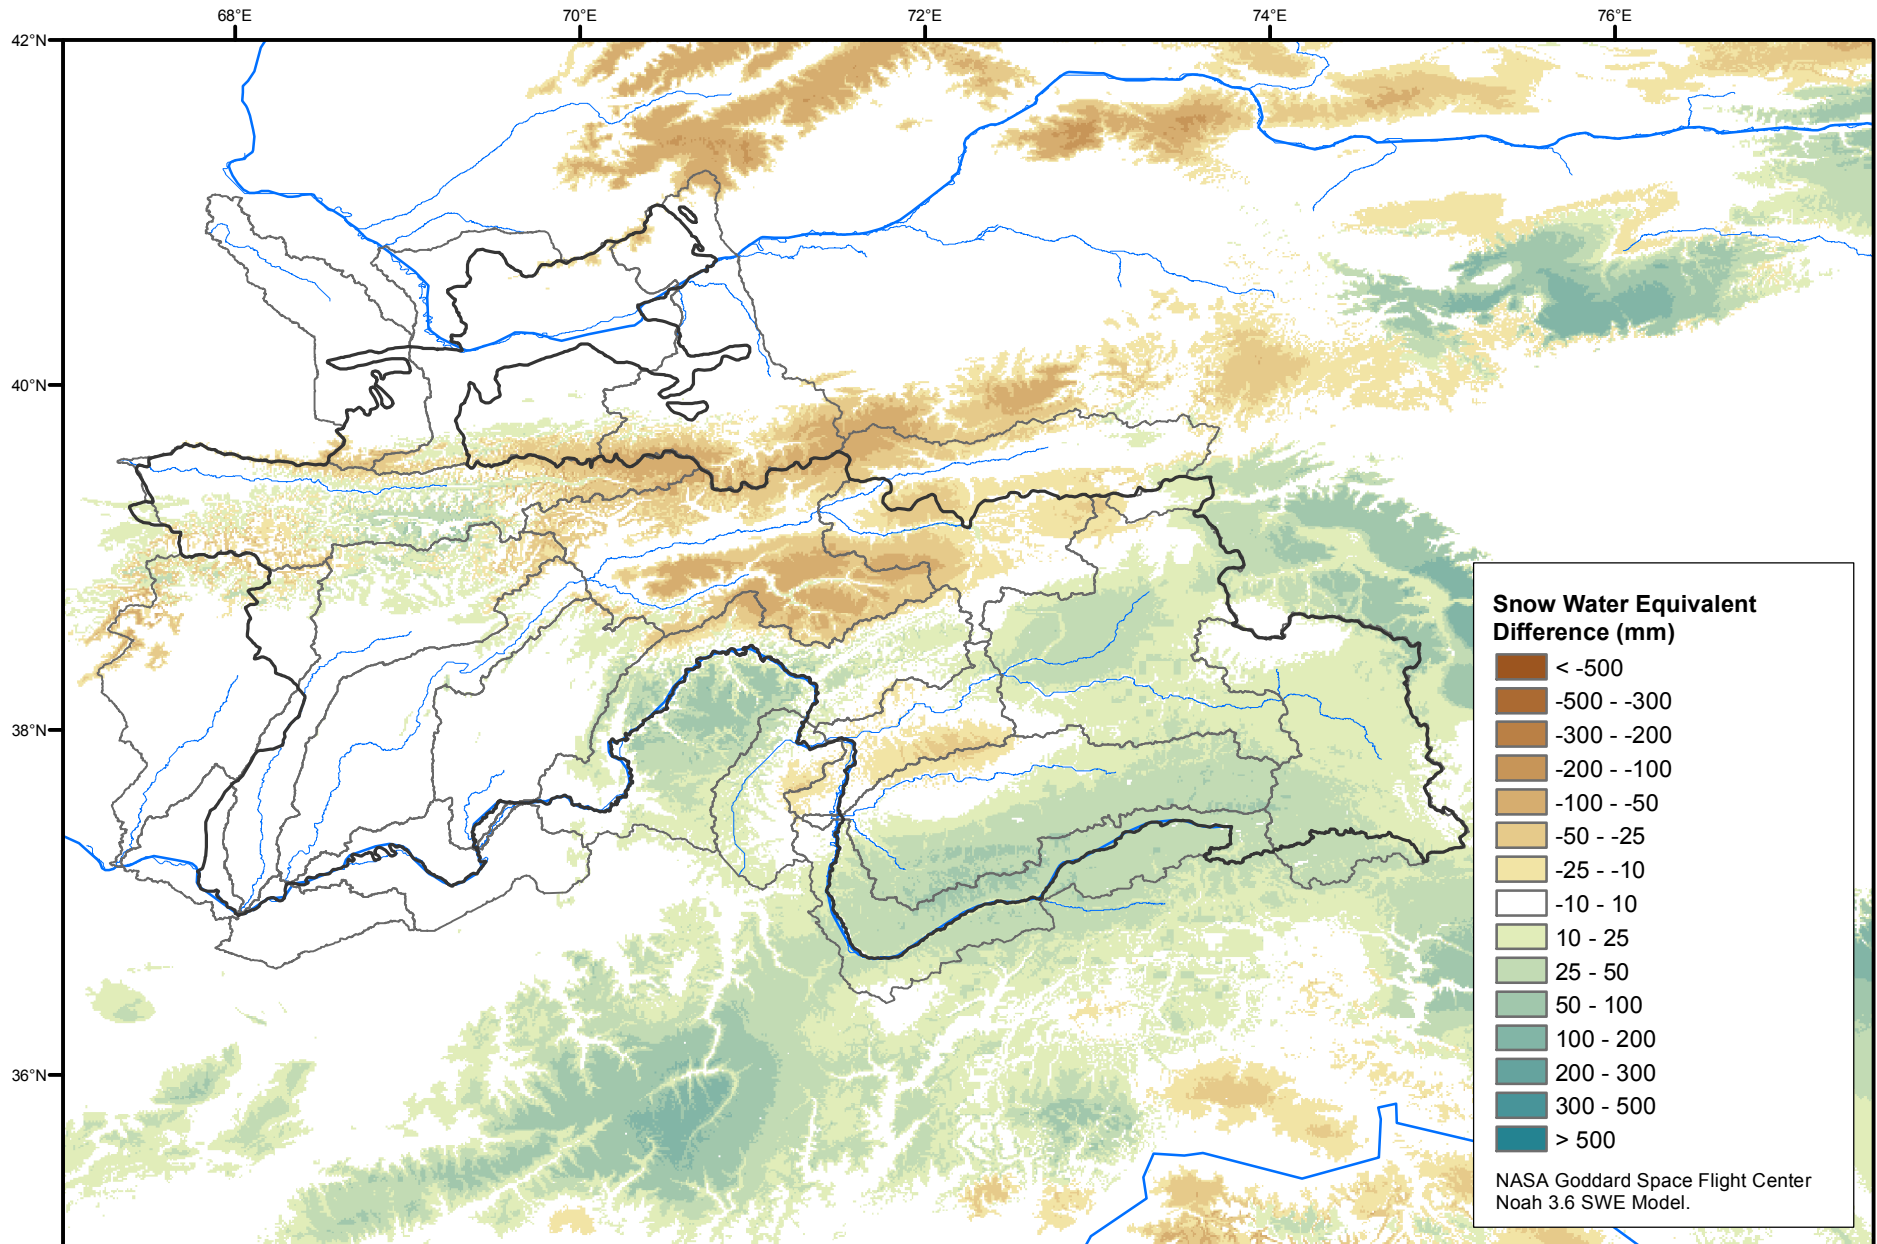 68°E 70°E 72°E 74°E 76°E
42°N
40°N
38°N
36°N
Snow Water Equivalent
Difference (mm)
< -500
-500 - -300
-300 - -200
-200 - -100
-100 - -50
-50 - -25
-25 - -10
-10 - 10
10 - 25
25 - 50
50 - 100
100 - 200
200 - 300
300 - 500
> 500
NASA Goddard Space Flight Center
Noah 3.6 SWE Model.